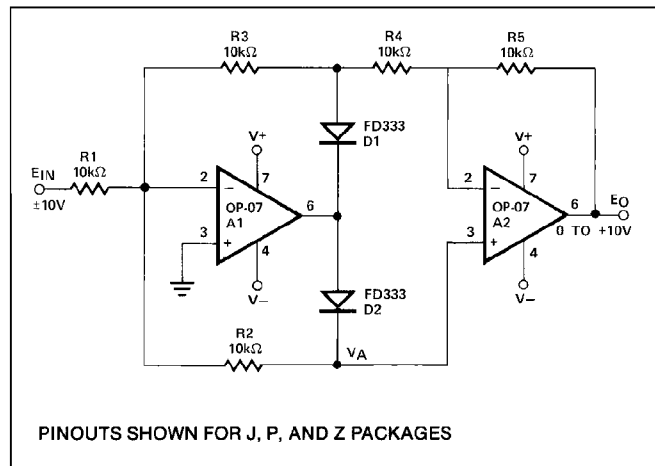 R3
10kΩ
R4
10kΩ
R5
10kΩ
FD333
D1
V+
V+
R1
10kΩ
EIN
±10V
2
−
7
OP-07
A1
6
3
+
4
V−
2
−
7
OP-07
A2
6
EO
0 TO +10V
3
+
4
V−
FD333
D2
R2
10kΩ
VA
PINOUTS SHOWN FOR J, P, AND Z PACKAGES